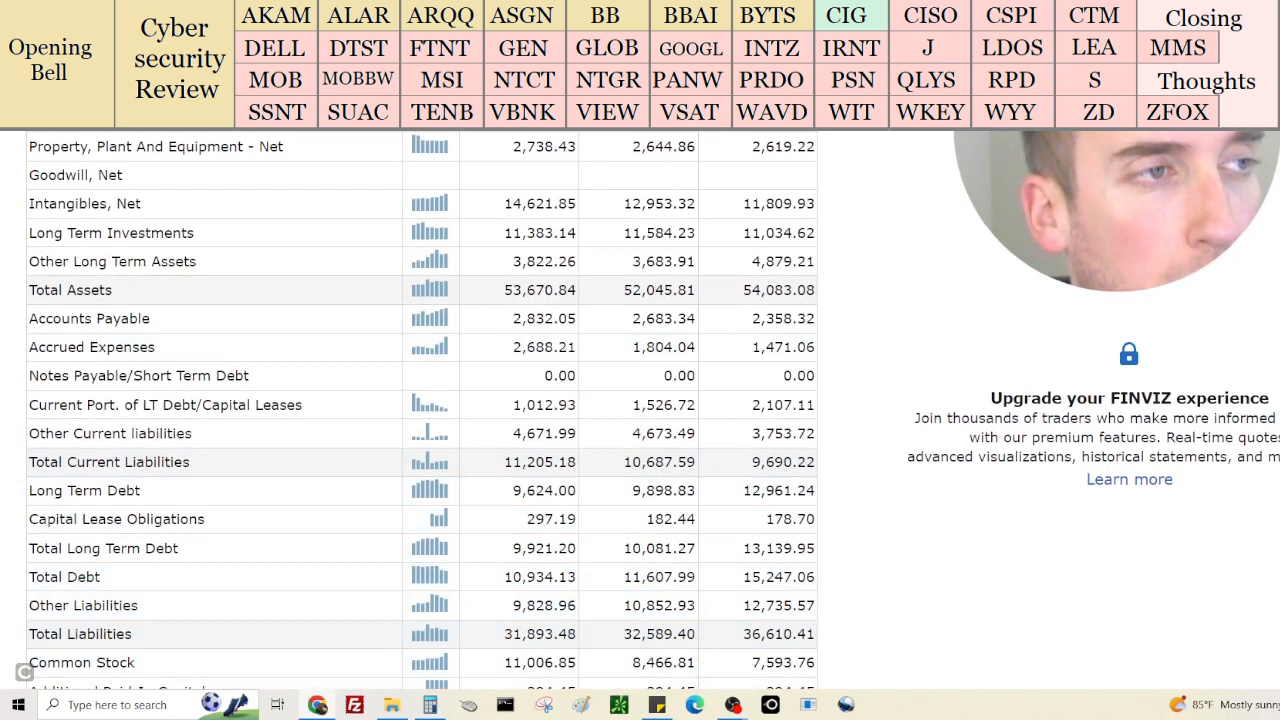 Opening
Bell
Cyber
security
Review
AKAM ALAR ARQQ ASGN BB BBAI BYTS CIG CISO CSPI CTM
DELL DTST FTNT GEN GLOB GOOGL INTZ IRNT J LDOS LEA MMS
MOB MOBBW MSI NTCT NTGR PANW PRDO PSN QLYS RPD S
SSNT SUAC TENB VBNK VIEW VSAT WAVD WIT WKEY WYY ZD ZFOX
Closing
Thoughts
Property, Plant And Equipment - Net 2,738.43 2,644.86 2,619.22
Goodwill, Net
Intangibles, Net 14,621.85 12,953.32 11,809.93
Long Term Investments 11,383.14 11,584.23 11,034.62
Other Long Term Assets 3,822.26 3,683.91 4,879.21
Total Assets 53,670.84 52,045.81 54,083.08
Accounts Payable 2,832.05 2,683.34 2,358.32
Accrued Expenses 2,688.21 1,804.04 1,471.06
Notes Payable/Short Term Debt 0.00 0.00 0.00
Current Port. of LT Debt/Capital Leases 1,012.93 1,526.72 2,107.11
Other Current liabilities 4,671.99 4,673.49 3,753.72
Total Current Liabilities 11,205.18 10,687.59 9,690.22
Long Term Debt 9,624.00 9,898.83 12,961.24
Capital Lease Obligations 297.19 182.44 178.70
Total Long Term Debt 9,921.20 10,081.27 13,139.95
Total Debt 10,934.13 11,607.99 15,247.06
Other Liabilities 9,828.96 10,852.93 12,735.57
Total Liabilities 31,893.48 32,589.40 36,610.41
Common Stock 11,006.85 8,466.81 7,593.76
Upgrade your FINVIZ experience
Join thousands of traders who make more informed
with our premium features. Real-time quotes
advanced visualizations, historical statements, and m
Learn more
Type here to search
85°F Mostly sunny